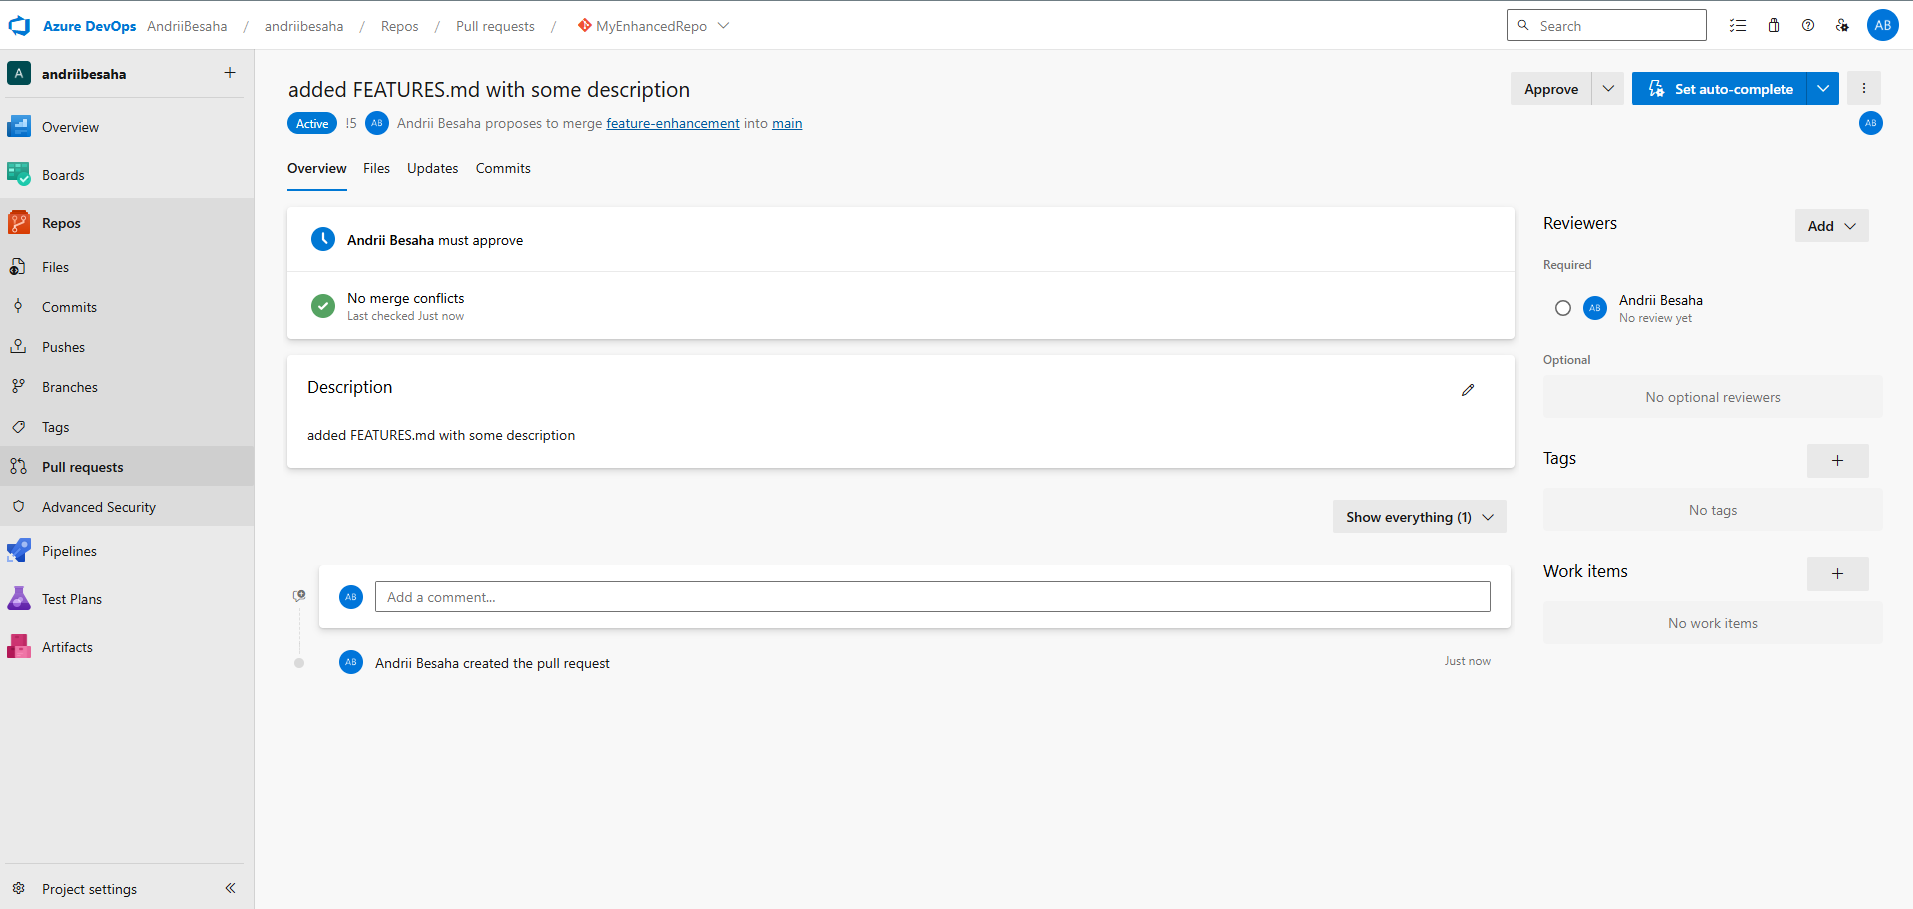 Azure DevOps AndriiBesaha / andriibesaha / Repos / Pull requests / MyEnhancedRepo
Search
AB
A andriibesaha
Overview
Boards
Repos
Files
Commits
Pushes
Branches
Tags
Pull requests
Advanced Security
Pipelines
Test Plans
Artifacts
Project settings
added FEATURES.md with some description
Approve
Set auto-complete
Active !5 AB Andrii Besaha proposes to merge feature-enhancement into main
AB
Overview Files Updates Commits
Andrii Besaha must approve
No merge conflicts
Last checked Just now
Description
added FEATURES.md with some description
Show everything (1)
AB Add a comment...
AB Andrii Besaha created the pull request Just now
Reviewers
Add
Required
AB Andrii Besaha
No review yet
Optional
No optional reviewers
Tags
No tags
Work items
No work items